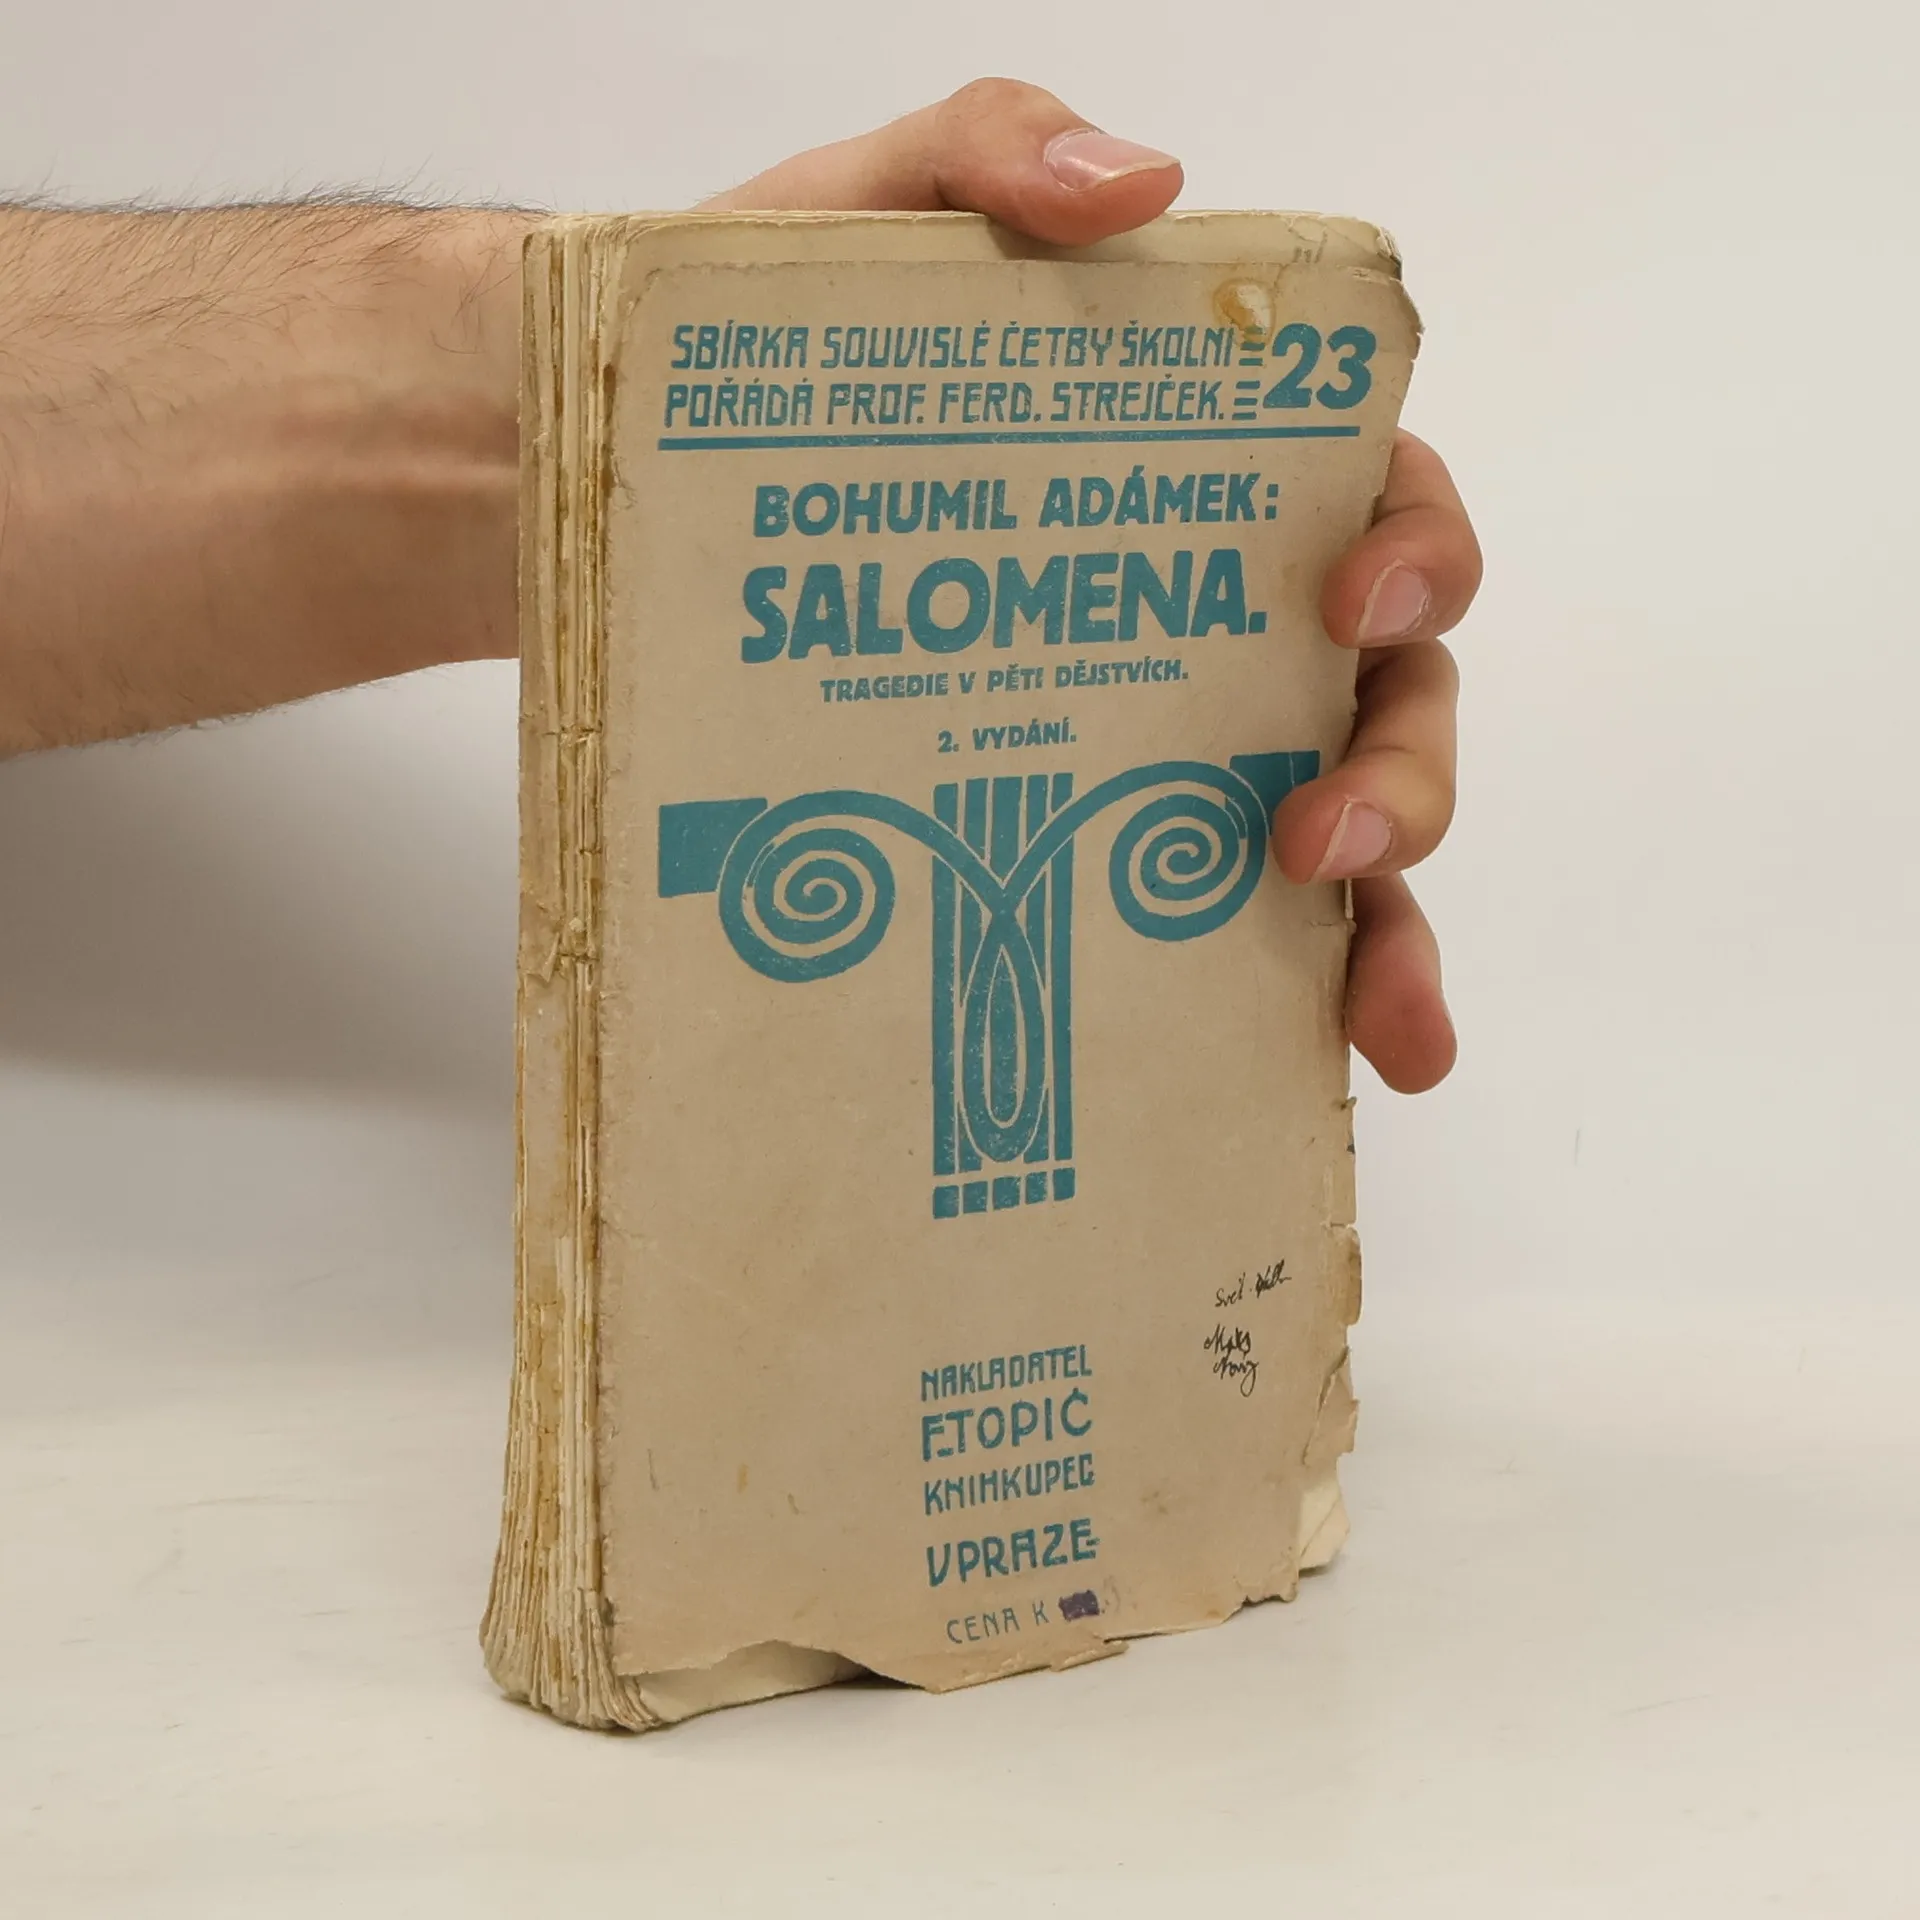 SBÍRKA SOUVISLÉ ČETBY ŠKOLNÍ 23
POŘÁDÁ PROF. FERD. STREJČEK.
BOHUMIL ADÁMEK:
SALOMENA.
TRAGEDIE V PĚTI DĚJSTVÍCH.
2. VYDÁNÍ.
NAKLADATEL
F. TOPIČ
KNIHKUPEC
V PRAZE
CENA K